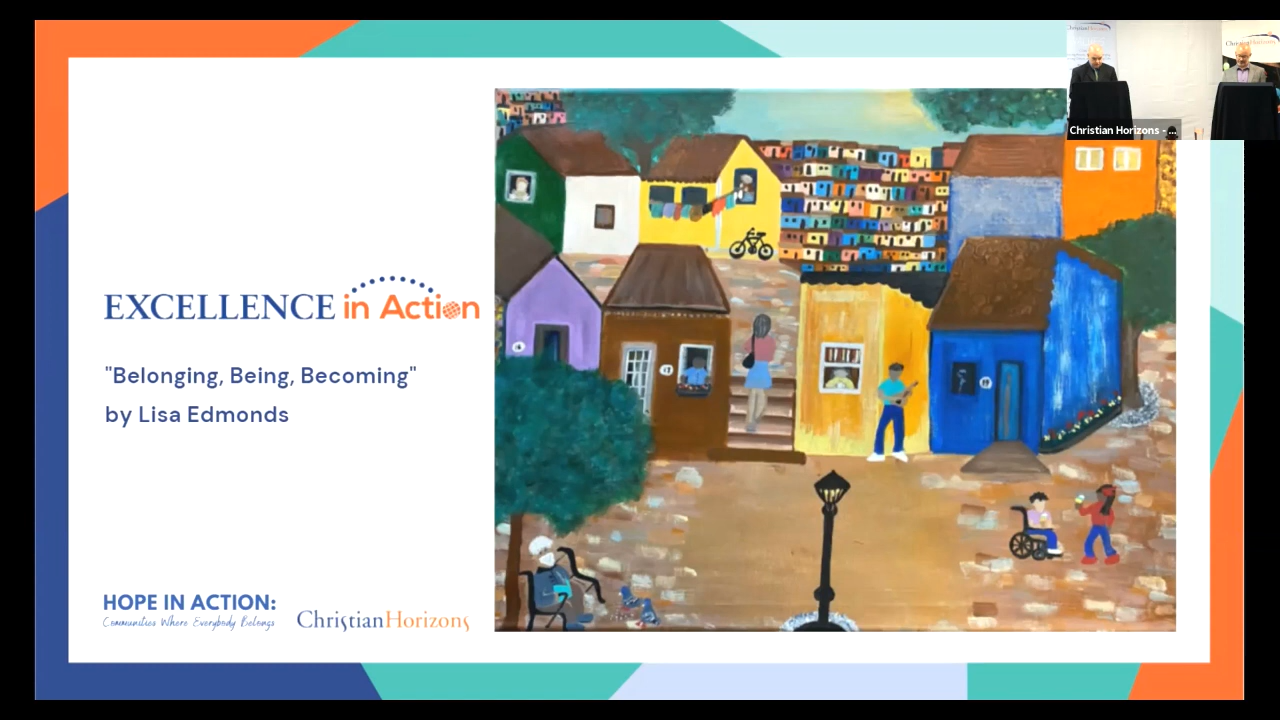 EXCELLENCE in Action
"Belonging, Being, Becoming"
by Lisa Edmonds
HOPE IN ACTION:
Communities Where Everybody Belongs
ChristianHorizons
Christian Horizons - ...